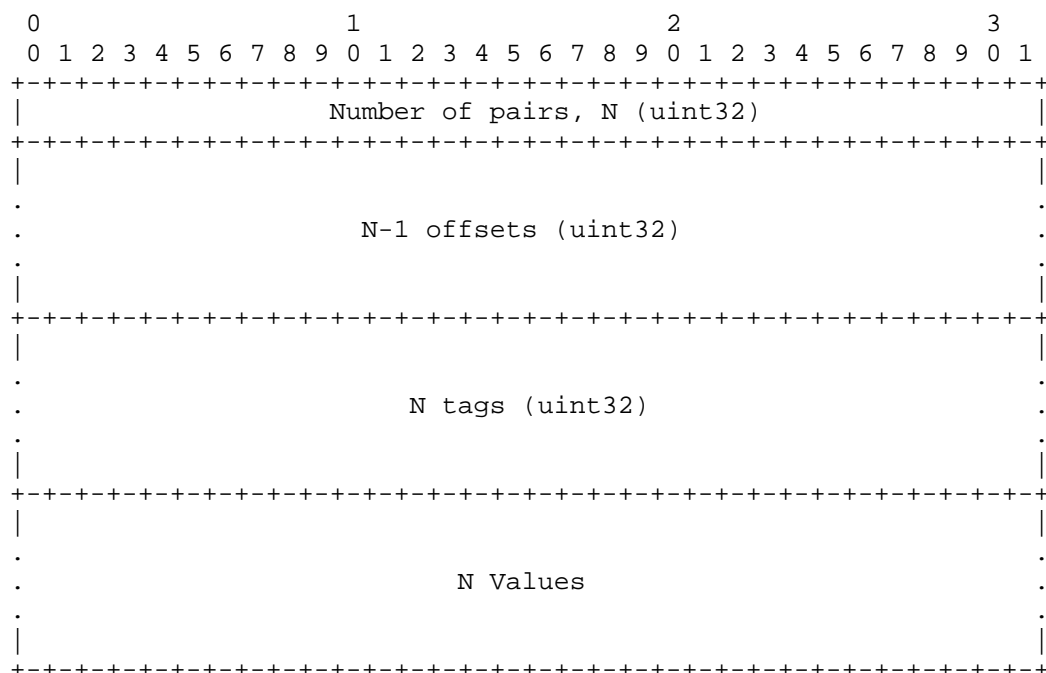 0                   1                   2                   3
0 1 2 3 4 5 6 7 8 9 0 1 2 3 4 5 6 7 8 9 0 1 2 3 4 5 6 7 8 9 0 1
+-+-+-+-+-+-+-+-+-+-+-+-+-+-+-+-+-+-+-+-+-+-+-+-+-+-+-+-+-+-+-+-+
|                   Number of pairs, N (uint32)                 |
+-+-+-+-+-+-+-+-+-+-+-+-+-+-+-+-+-+-+-+-+-+-+-+-+-+-+-+-+-+-+-+-+
|                                                               |
.                                                               .
.                     N-1 offsets (uint32)                      .
.                                                               .
|                                                               |
+-+-+-+-+-+-+-+-+-+-+-+-+-+-+-+-+-+-+-+-+-+-+-+-+-+-+-+-+-+-+-+-+
|                                                               |
.                                                               .
.                        N tags (uint32)                        .
.                                                               .
|                                                               |
+-+-+-+-+-+-+-+-+-+-+-+-+-+-+-+-+-+-+-+-+-+-+-+-+-+-+-+-+-+-+-+-+
|                                                               |
.                                                               .
.                           N Values                            .
.                                                               .
|                                                               |
+-+-+-+-+-+-+-+-+-+-+-+-+-+-+-+-+-+-+-+-+-+-+-+-+-+-+-+-+-+-+-+-+